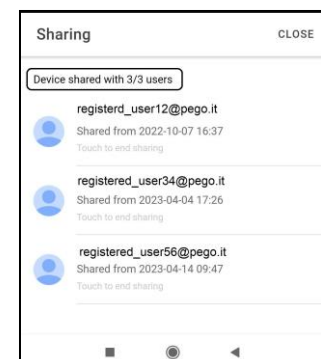 Sharing
CLOSE
Device shared with 3/3 users
registerd_user12@pego.it
Shared from 2022-10-07 16:37
Touch to end sharing
registered_user34@pego.it
Shared from 2023-04-04 17:26
Touch to end sharing
registered_user56@pego.it
Shared from 2023-04-14 09:47
Touch to end sharing